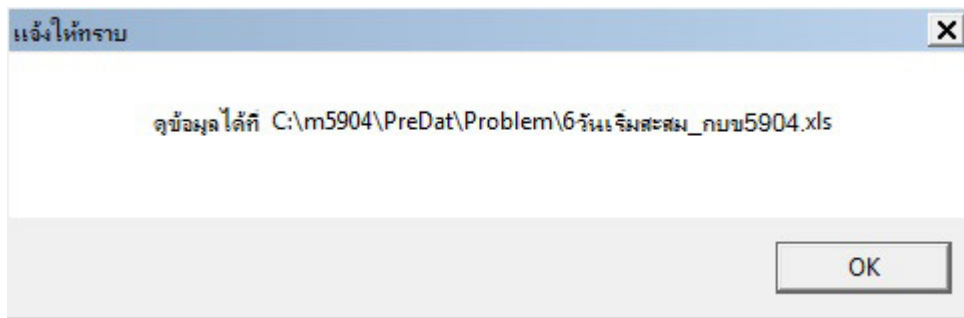 แจ้งให้ทราบ
ดูข้อมูลได้ที่ C:\m5904\PreDat\Problem\6วันเริ่มสะสม_กบข5904.xls
OK